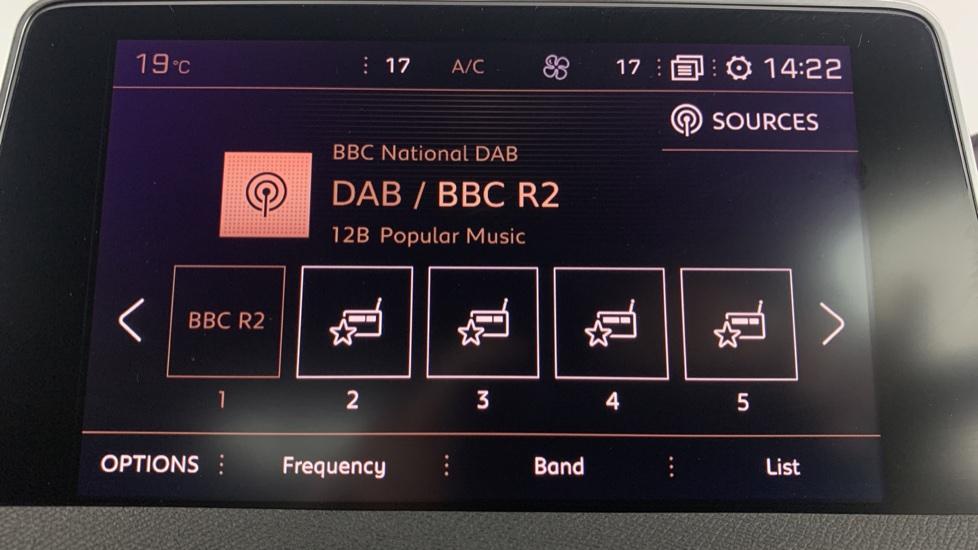 19°C 17 A/C 17 14:22
SOURCES
BBC National DAB
DAB / BBC R2
12B Popular Music
BBC R2
1 2 3 4 5
OPTIONS Frequency Band List